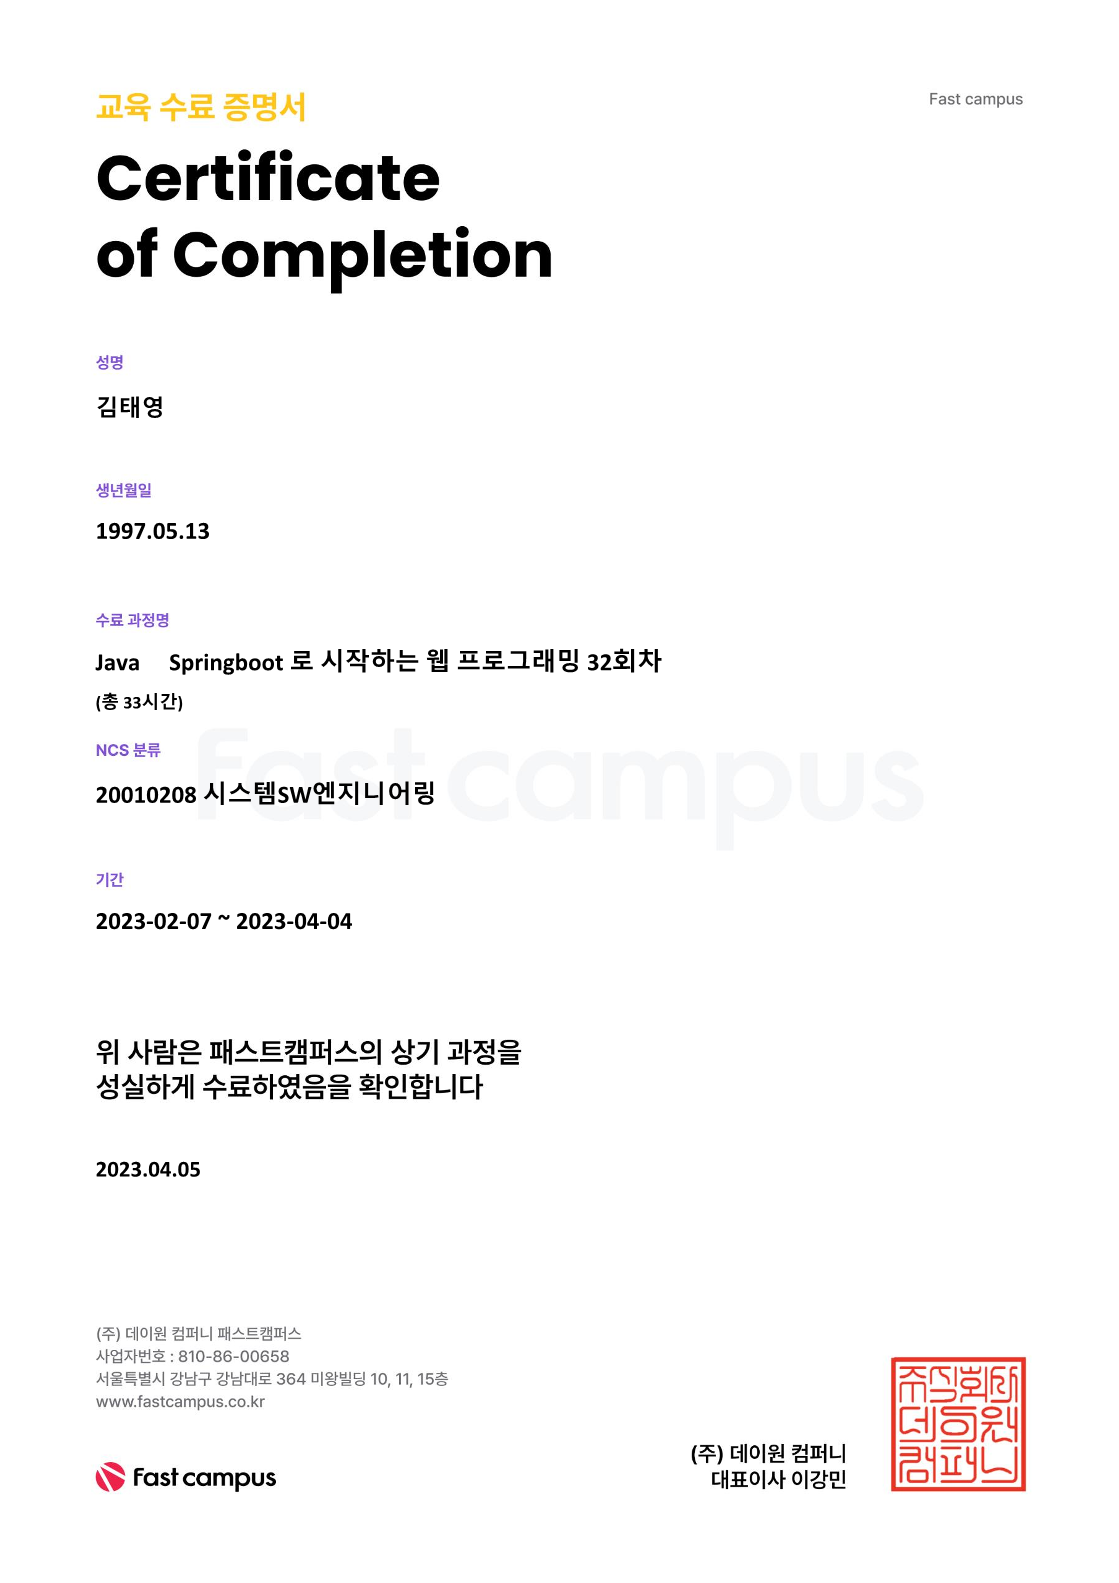 교육 수료 증명서
Fast campus
Certificate
of Completion
성명
김태영
생년월일
1997.05.13
수료 과정명
Java Springboot 로 시작하는 웹 프로그래밍 32회차
(총 33시간)
NCS 분류
fast campus
20010208 시스템SW엔지니어링
기간
2023-02-07 ~ 2023-04-04
위 사람은 패스트캠퍼스의 상기 과정을
성실하게 수료하였음을 확인합니다
2023.04.05
(주) 데이원 컴퍼니 패스트캠퍼스
사업자번호 : 810-86-00658
서울특별시 강남구 강남대로 364 미왕빌딩 10, 11, 15층
www.fastcampus.co.kr
fast campus
(주) 데이원 컴퍼니
대표이사 이강민
주식회사
데이원
컴퍼니